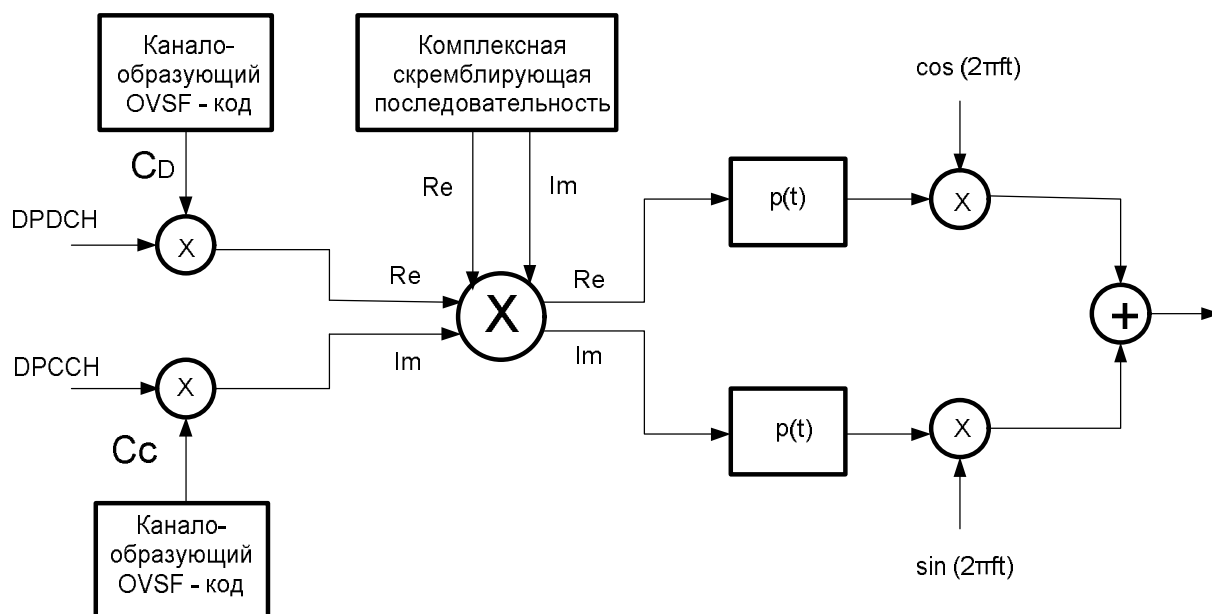 Канало-
образующий
OVSF - код
Комплексная
скремблирующая
последовательность
cos (2πft)
CD
Re
Im
p(t)
X
DPDCH
X
Re
Re
X
+
Im
Im
DPCCH
X
p(t)
X
Cc
Канало-
образующий
OVSF - код
sin (2πft)